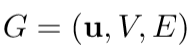 G = (u, V, E)